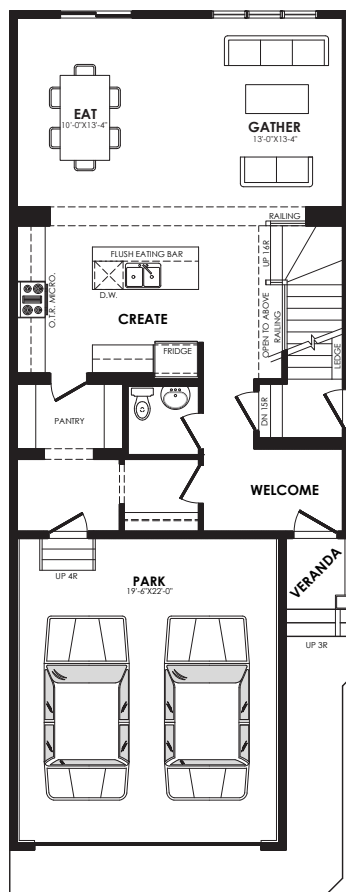 EAT
10'-0"X13'-4"
GATHER
13'-0"X13-4"
RAILING
UP 16R
FLUSH EATING BAR
D.W.
O.T.R. MICRO.
CREATE
OPEN TO ABOVE
RAILING
LEDGE
FRIDGE
PANTRY
DN 15R
WELCOME
UP 4R
PARK
19'-6"X22'-0"
VERANDA
UP 3R